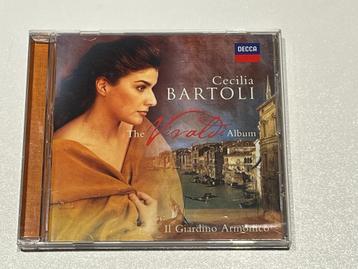 DECCA
Cecilia
BARTOLI
The Vivaldi Album
Il Giardino Armonico